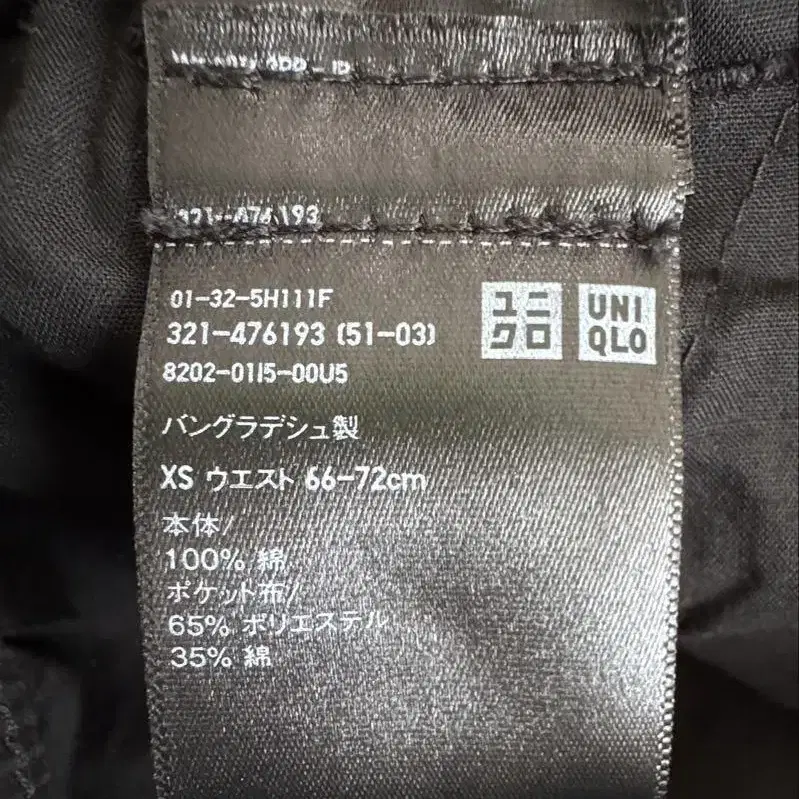 321-476193
01-32-5H111F
321-476193 (51-03)
8202-01I5-00U5
ユニ
クロ
UNI
QLO
バングラデシュ製
XS ウエスト 66-72cm
本体/
100% 綿
ポケット布/
65% ポリエステル
35% 綿